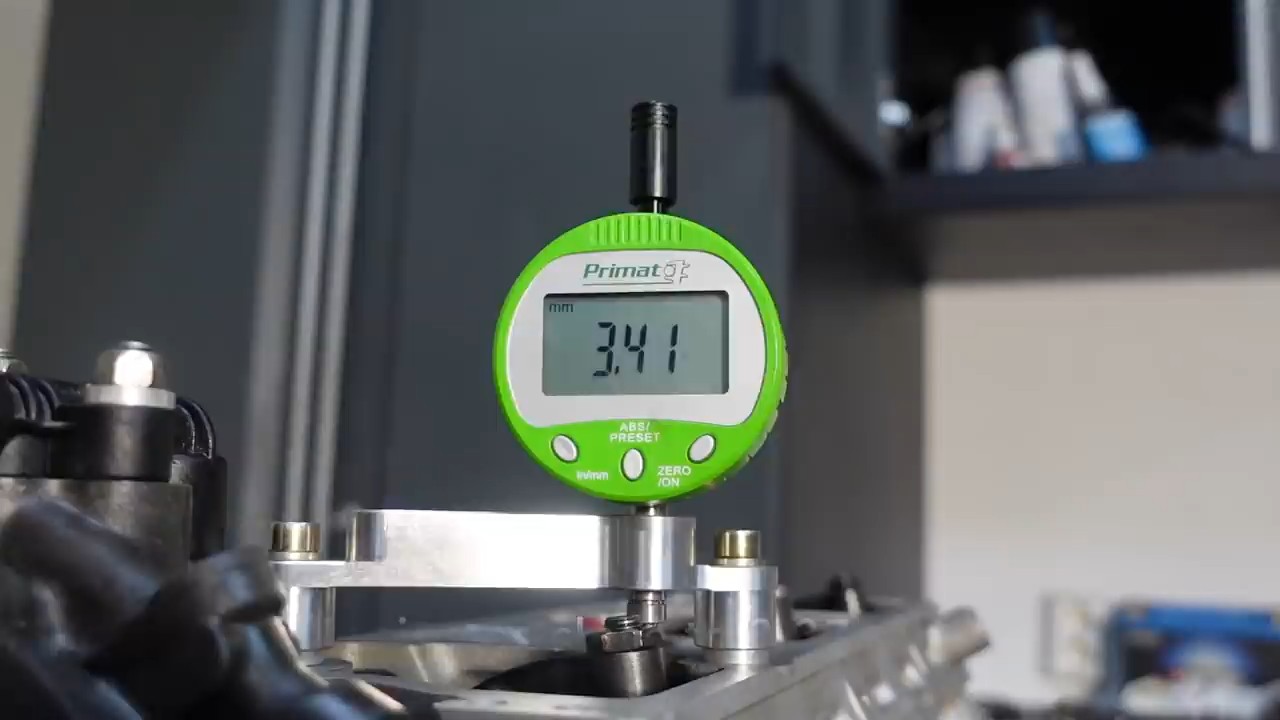 Primat
mm
3.41
ABS/
PRESET
in/mm
ZERO
/ON